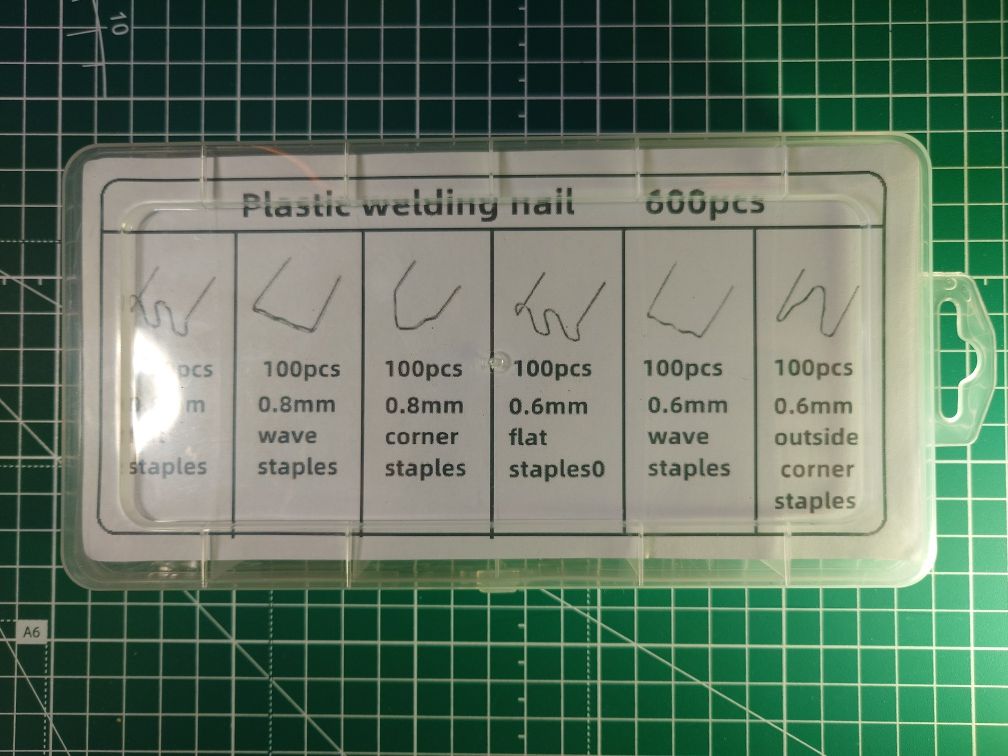 10
Plastic welding nail 600pcs
pcs
m
staples
100pcs
0.8mm
wave
staples
100pcs
0.8mm
corner
staples
100pcs
0.6mm
flat
staples0
100pcs
0.6mm
wave
staples
100pcs
0.6mm
outside
corner
staples
A6